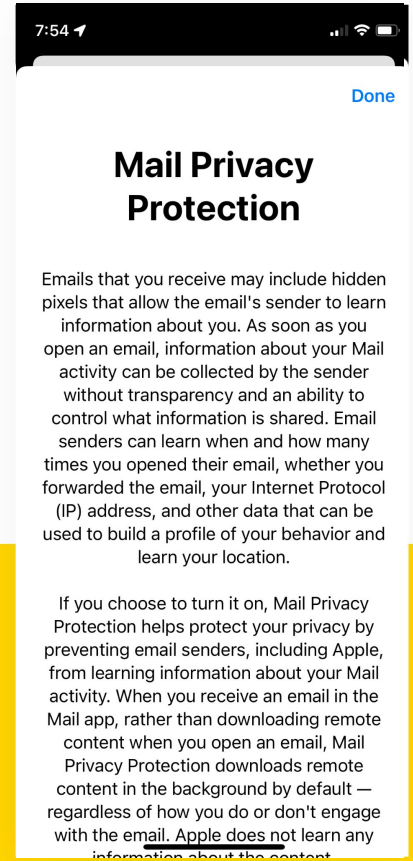 7:54
Done
Mail Privacy
Protection
Emails that you receive may include hidden
pixels that allow the email's sender to learn
information about you. As soon as you
open an email, information about your Mail
activity can be collected by the sender
without transparency and an ability to
control what information is shared. Email
senders can learn when and how many
times you opened their email, whether you
forwarded the email, your Internet Protocol
(IP) address, and other data that can be
used to build a profile of your behavior and
learn your location.
If you choose to turn it on, Mail Privacy
Protection helps protect your privacy by
preventing email senders, including Apple,
from learning information about your Mail
activity. When you receive an email in the
Mail app, rather than downloading remote
content when you open an email, Mail
Privacy Protection downloads remote
content in the background by default —
regardless of how you do or don't engage
with the email. Apple does not learn any
information about the content.